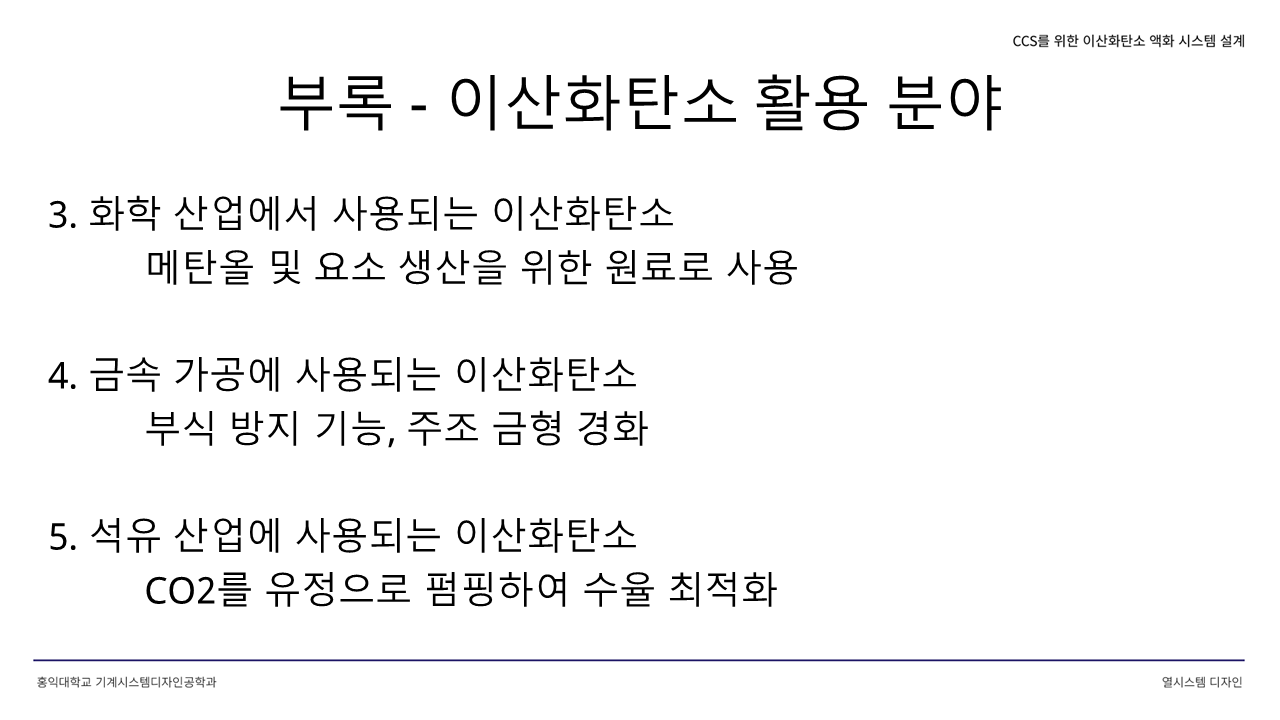 CCS를 위한 이산화탄소 액화 시스템 설계
부록 - 이산화탄소 활용 분야
3. 화학 산업에서 사용되는 이산화탄소
메탄올 및 요소 생산을 위한 원료로 사용
4. 금속 가공에 사용되는 이산화탄소
부식 방지 기능, 주조 금형 경화
5. 석유 산업에 사용되는 이산화탄소
CO2를 유정으로 펌핑하여 수율 최적화
홍익대학교 기계시스템디자인공학과
열시스템 디자인